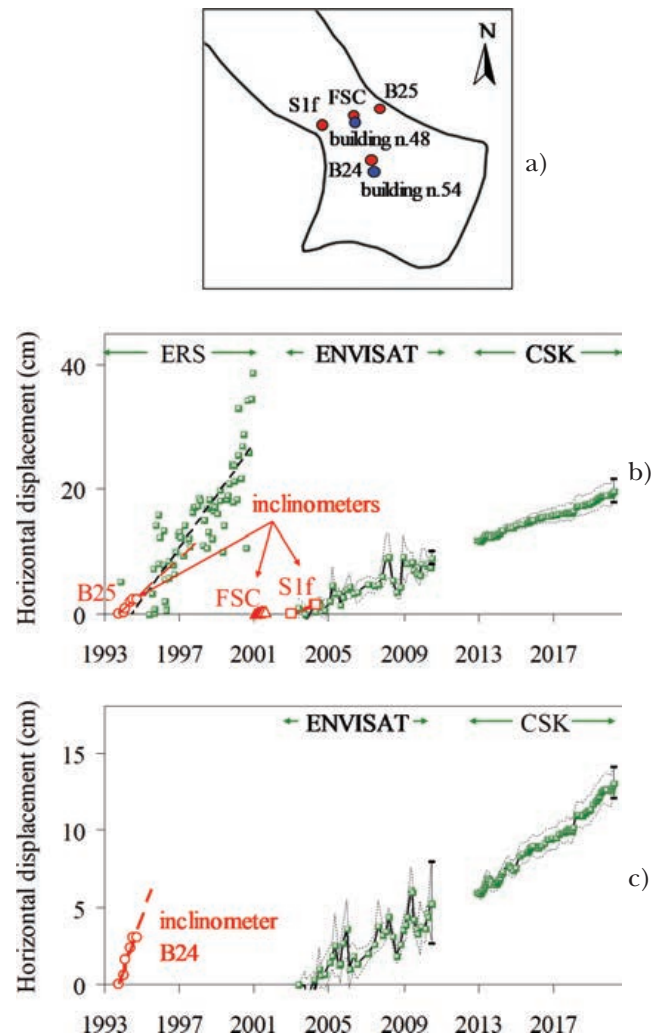 N
B25
FSC
S1f
building n.48
B24
building n.54
a)
Horizontal displacement (cm)
40
20
0
ERS
ENVISAT
CSK
inclinometers
B25
FSC
S1f
b)
1993 1997 2001 2005 2009 2013 2017
Horizontal displacement (cm)
15
10
5
0
ENVISAT
CSK
inclinometer
B24
c)
1993 1997 2001 2005 2009 2013 2017